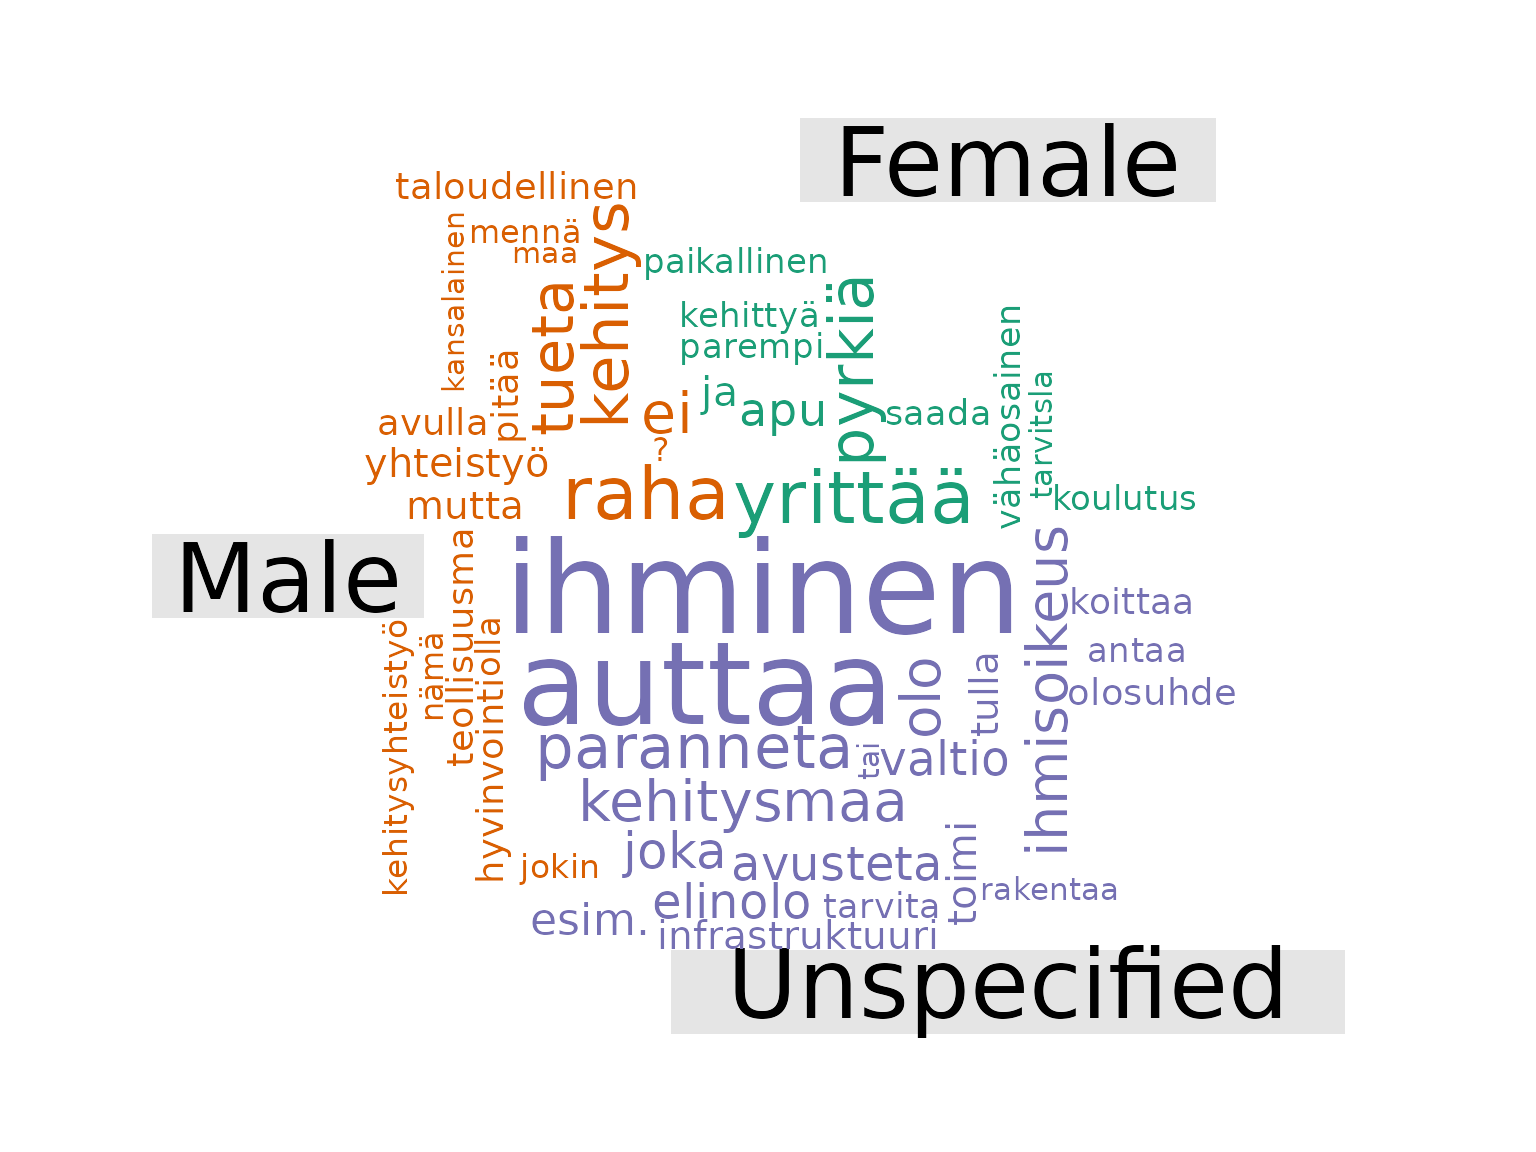 Female
taloudellinen
kansalainen
mennä
maa
kehitys
paikallinen
tueta
kehittyä
parempi
pyrkiä
vähäosainen
tarvitsla
pitää
avulla
ei
ja
apu
saada
?
yhteistyö
raha
yrittää
mutta
koulutus
Male
teollisuusma
ihminen
ihmisoikeus
koittaa
kehitysyhteistyö
nämä
hyvinvointiolla
auttaa
olo
tulla
antaa
olosuhde
paranneta
tai
valtio
kehitysmaa
joka
avusteta
toimi
jokin
elinolo
tarvita
rakentaa
esim.
infrastruktuuri
Unspecified